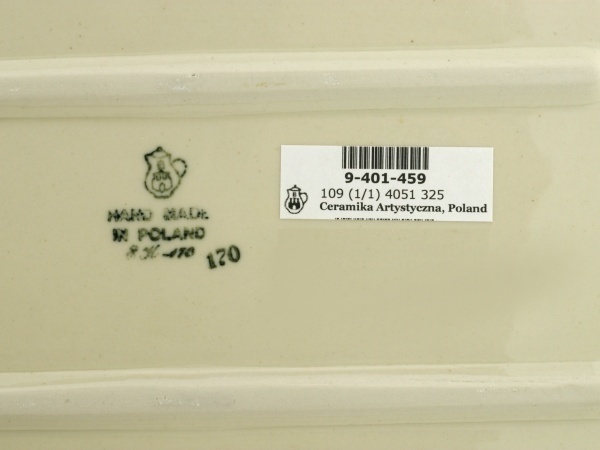 HAND MADE
IN POLAND
170
9-401-459
109 (1/1) 4051 325
Ceramika Artystyczna, Poland